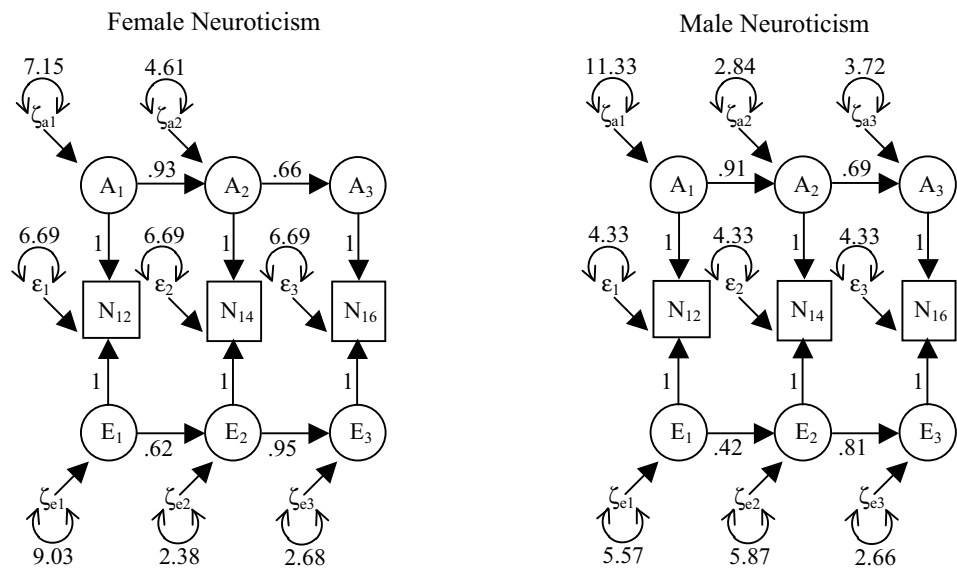 Female Neuroticism
7.15 4.61
ζa1 ζa2
A1 .93 A2 .66 A3
6.69 1 6.69 1 6.69 1
ε1 ε2 ε3
N12 N14 N16
1 1 1
E1 .62 E2 .95 E3
ζe1 ζe2 ζe3
9.03 2.38 2.68
Male Neuroticism
11.33 2.84 3.72
ζa1 ζa2 ζa3
A1 .91 A2 .69 A3
4.33 1 4.33 1 4.33 1
ε1 ε2 ε3
N12 N14 N16
1 1 1
E1 .42 E2 .81 E3
ζe1 ζe2 ζe3
5.57 5.87 2.66